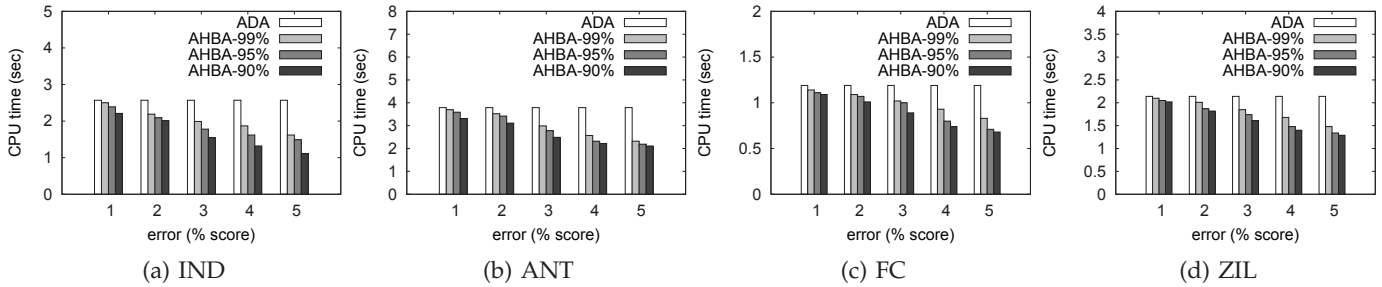 CPU time (sec)
5
4
3
2
1
0
ADA
AHBA-99%
AHBA-95%
AHBA-90%
1 2 3 4 5
error (% score)
(a) IND
CPU time (sec)
8
7
6
5
4
3
2
1
0
ADA
AHBA-99%
AHBA-95%
AHBA-90%
1 2 3 4 5
error (% score)
(b) ANT
CPU time (sec)
2
1.5
1
0.5
0
ADA
AHBA-99%
AHBA-95%
AHBA-90%
1 2 3 4 5
error (% score)
(c) FC
CPU time (sec)
4
3.5
3
2.5
2
1.5
1
0.5
0
ADA
AHBA-99%
AHBA-95%
AHBA-90%
1 2 3 4 5
error (% score)
(d) ZIL